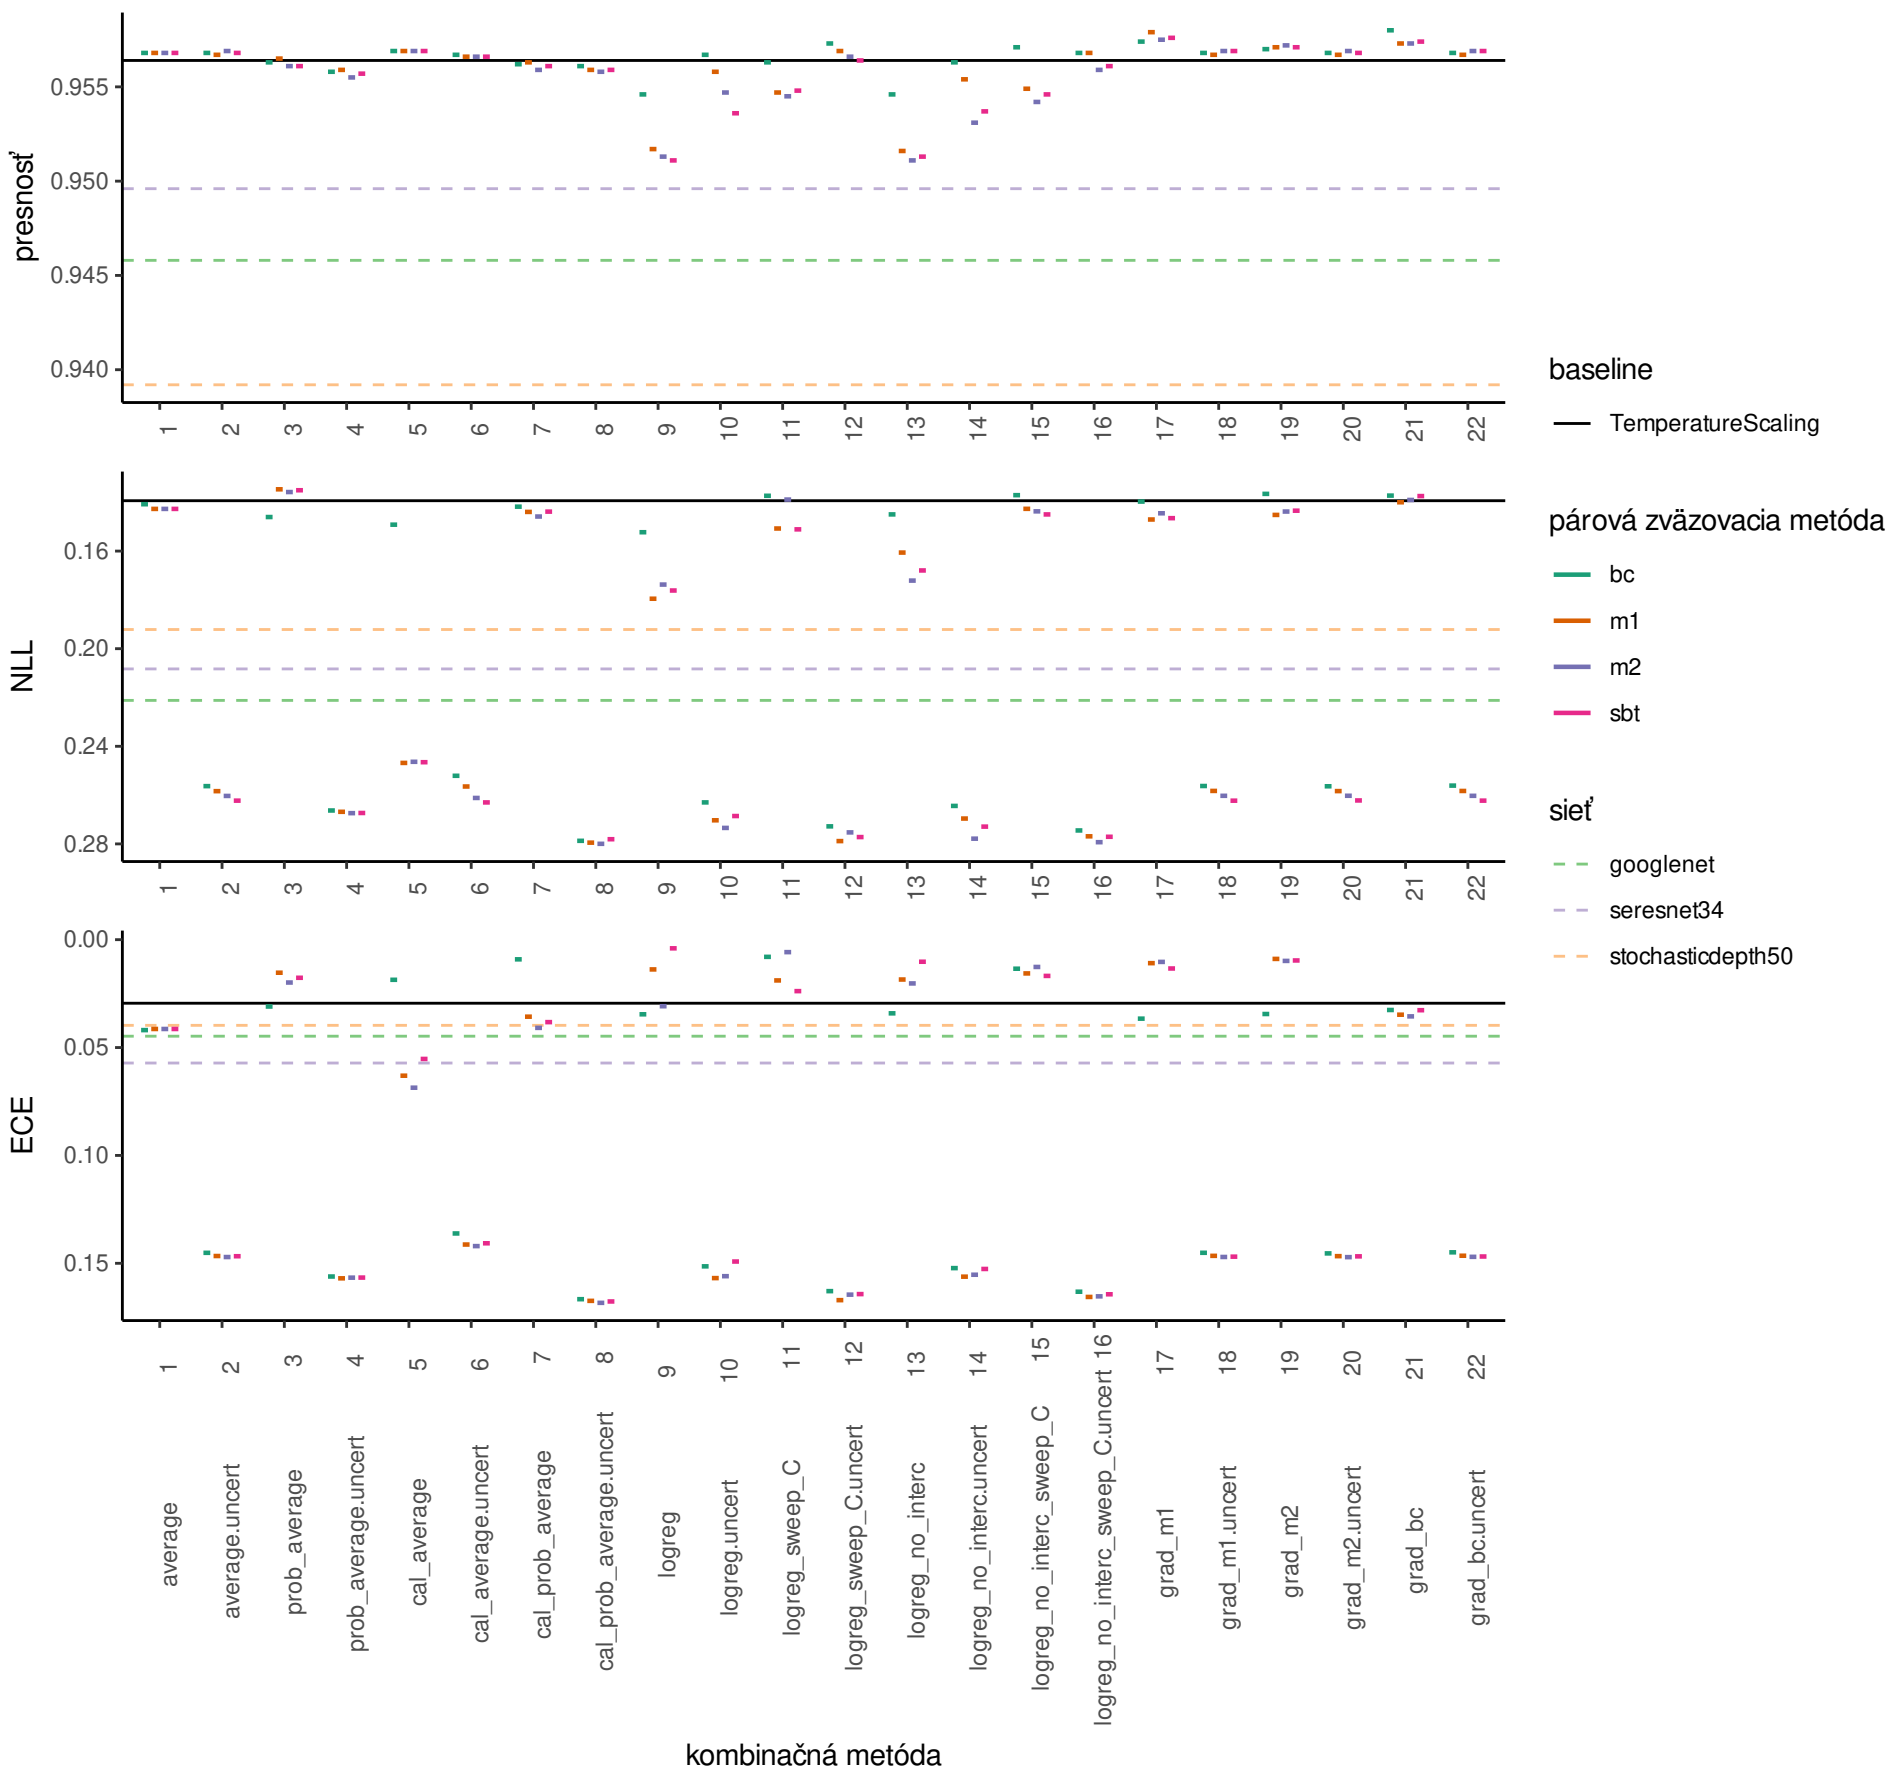 presnosť
0.955
0.950
0.945
0.940
1 2 3 4 5 6 7 8 9 10 11 12 13 14 15 16 17 18 19 20 21 22
NLL
0.16
0.20
0.24
0.28
1 2 3 4 5 6 7 8 9 10 11 12 13 14 15 16 17 18 19 20 21 22
ECE
0.00
0.05
0.10
0.15
average 1
average.uncert 2
prob_average 3
prob_average.uncert 4
cal_average 5
cal_average.uncert 6
cal_prob_average 7
cal_prob_average.uncert 8
logreg 9
logreg.uncert 10
logreg_sweep_C 11
logreg_sweep_C.uncert 12
logreg_no_interc 13
logreg_no_interc.uncert 14
logreg_no_interc_sweep_C 15
logreg_no_interc_sweep_C.uncert 16
grad_m1 17
grad_m1.uncert 18
grad_m2 19
grad_m2.uncert 20
grad_bc 21
grad_bc.uncert 22
kombinačná metóda
baseline
TemperatureScaling
párová zväzovacia metóda
bc
m1
m2
sbt
sieť
googlenet
seresnet34
stochasticdepth50